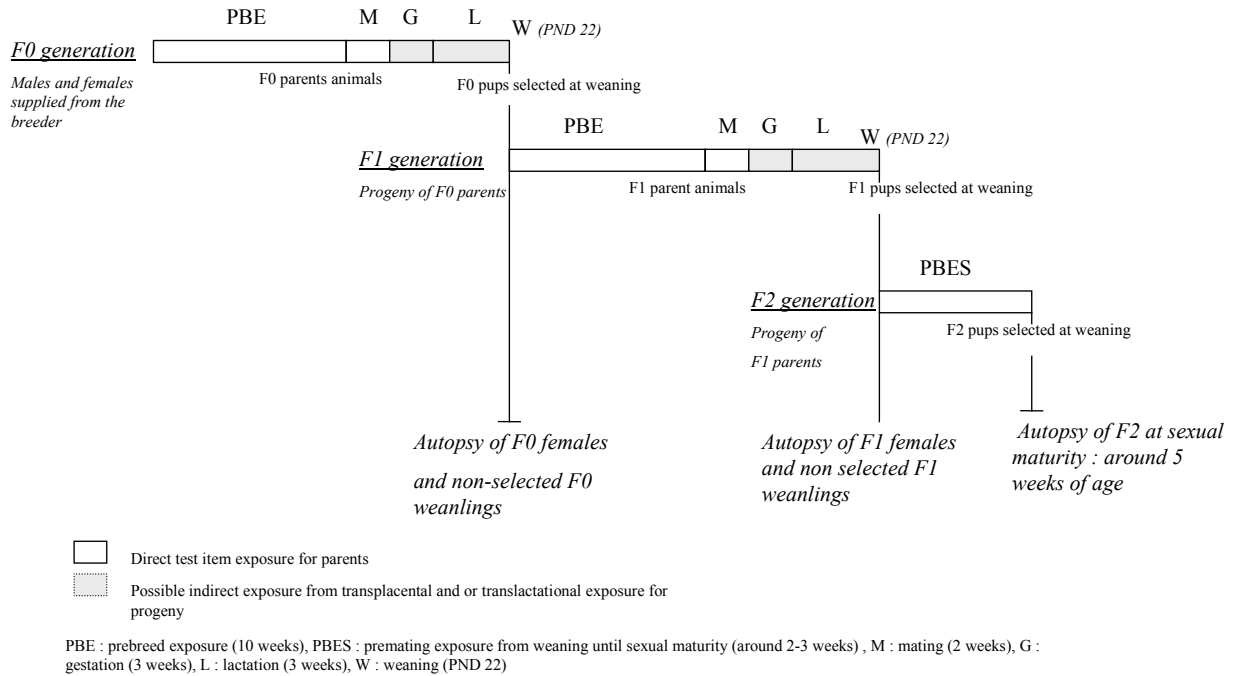 PBE M G L W (PND 22)
F0 generation
Males and females
supplied from the
breeder
F0 parents animals
F0 pups selected at weaning
PBE M G L W (PND 22)
F1 generation
Progeny of F0 parents
F1 parent animals
F1 pups selected at weaning
PBES
F2 generation
Progeny of
F1 parents
F2 pups selected at weaning
Autopsy of F0 females
and non-selected F0
weanlings
Autopsy of F1 females
and non selected F1
weanlings
Autopsy of F2 at sexual
maturity : around 5
weeks of age
Direct test item exposure for parents
Possible indirect exposure from transplacental and or translactational exposure for
progeny
PBE : prebreed exposure (10 weeks), PBES : premating exposure from weaning until sexual maturity (around 2-3 weeks) , M : mating (2 weeks), G :
gestation (3 weeks), L : lactation (3 weeks), W : weaning (PND 22)